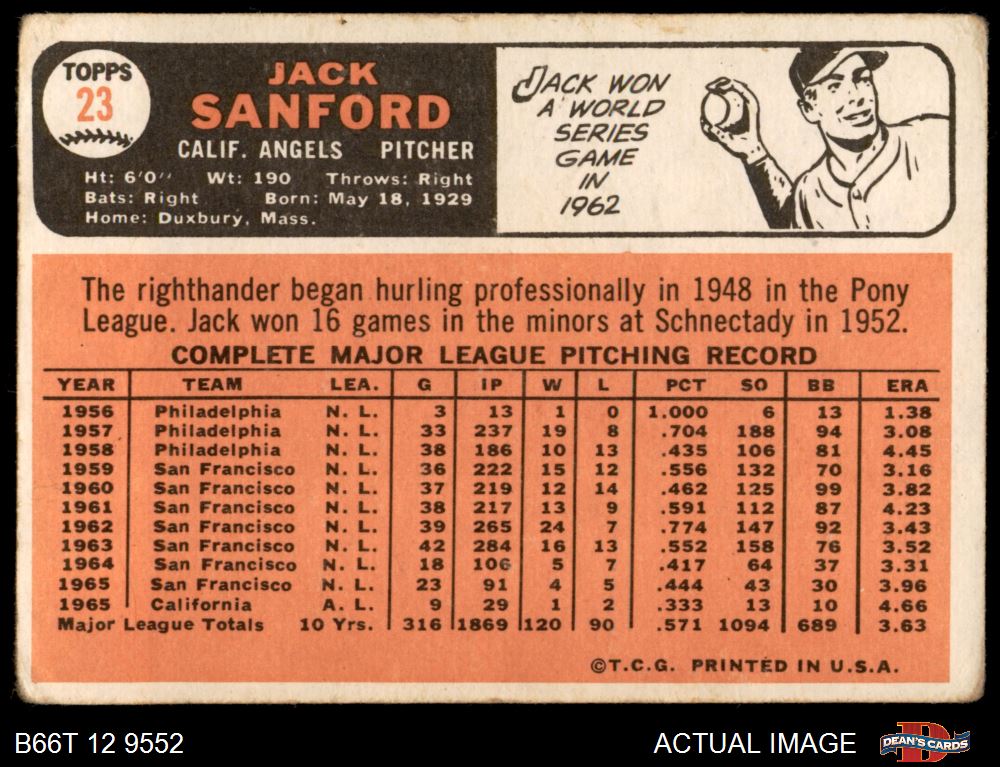 TOPPS
23
JACK
SANFORD
CALIF. ANGELS PITCHER
Ht: 6'0" Wt: 190 Throws: Right
Bats: Right Born: May 18, 1929
Home: Duxbury, Mass.
JACK WON
A WORLD
SERIES
GAME
IN
1962
The righthander began hurling professionally in 1948 in the Pony
League. Jack won 16 games in the minors at Schnectady in 1952.
COMPLETE MAJOR LEAGUE PITCHING RECORD
YEAR TEAM LEA. G IP W L PCT SO BB ERA
1956 Philadelphia N. L. 3 13 1 0 1.000 6 13 1.38
1957 Philadelphia N. L. 33 237 19 8 .704 188 94 3.08
1958 Philadelphia N. L. 38 186 10 13 .435 106 81 4.45
1959 San Francisco N. L. 36 222 15 12 .556 132 70 3.16
1960 San Francisco N. L. 37 219 12 14 .462 125 99 3.82
1961 San Francisco N. L. 38 217 13 9 .591 112 87 4.23
1962 San Francisco N. L. 39 265 24 7 .774 147 92 3.43
1963 San Francisco N. L. 42 284 16 13 .552 158 76 3.52
1964 San Francisco N. L. 18 106 5 7 .417 64 37 3.31
1965 San Francisco N. L. 23 91 4 5 .444 43 30 3.96
1965 California A. L. 9 29 1 2 .333 13 10 4.66
Major League Totals 10 Yrs. 316 1869 120 90 .571 1094 689 3.63
©T.C.G. PRINTED IN U.S.A.
B66T 12 9552 ACTUAL IMAGE DEAN'S CARDS